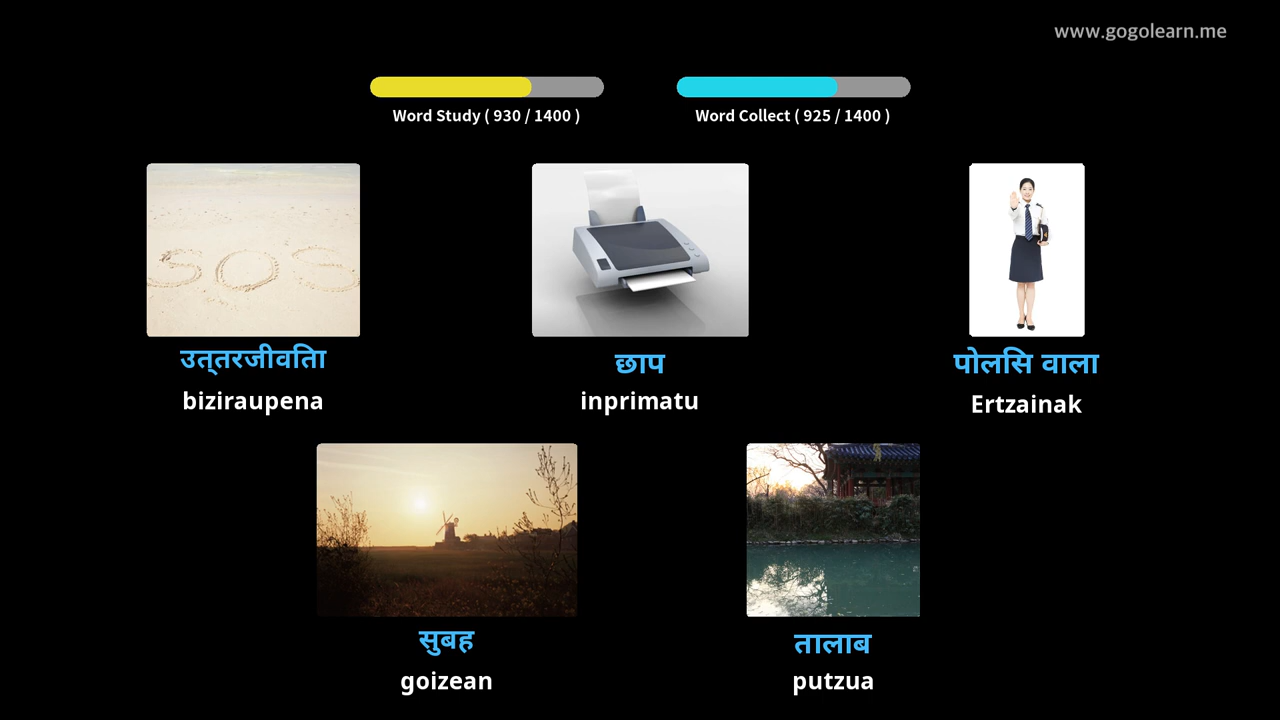 www.gogolearn.me
Word Study ( 930 / 1400 )
Word Collect ( 925 / 1400 )
SOS
उत्तरजीविता
biziraupena
छाप
inprimatu
पोलसि वाला
Ertzainak
सुबह
goizean
तालाब
putzua